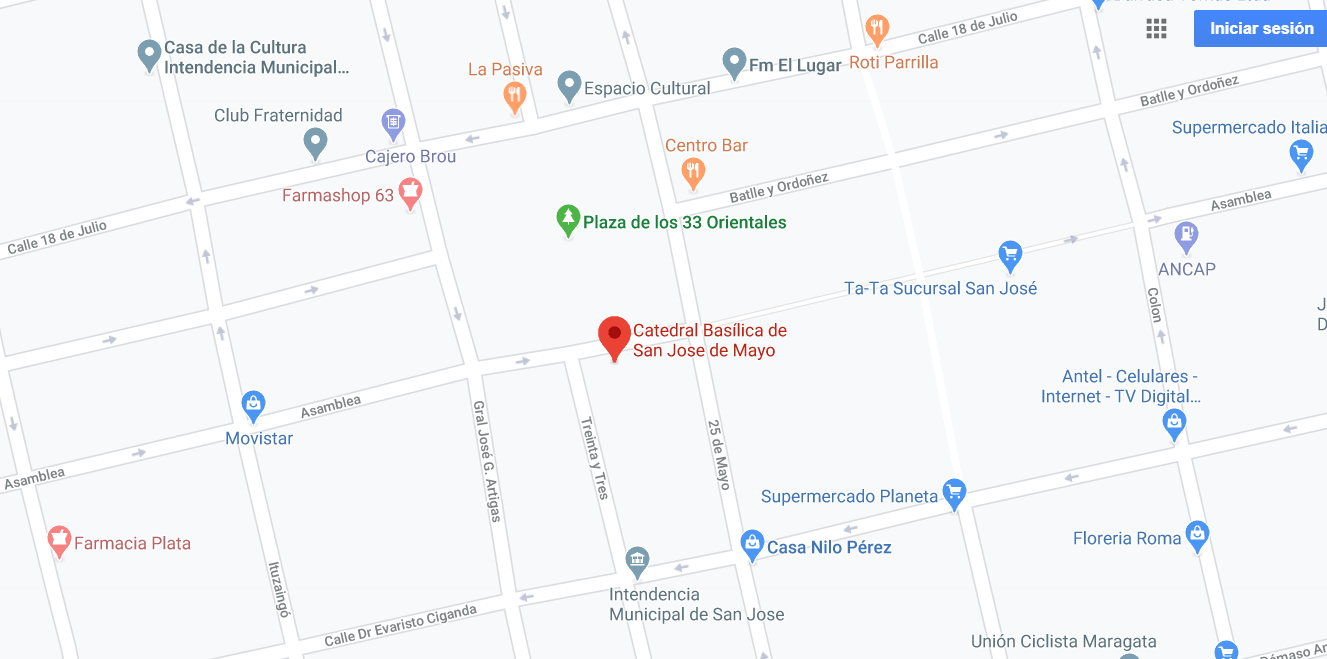 Iniciar sesión
Calle 18 de Julio
Casa de la Cultura
Intendencia Municipal...
Fm El Lugar
Roti Parrilla
La Pasiva
Espacio Cultural
Batlle y Ordoñez
Club Fraternidad
Supermercado Italia
Centro Bar
Cajero Brou
Farmashop 63
Batlle y Ordoñez
Asamblea
Plaza de los 33 Orientales
Calle 18 de Julio
ANCAP
Ta-Ta Sucursal San José
Colon
Catedral Basílica de
San Jose de Mayo
Antel - Celulares -
Internet - TV Digital...
Asamblea
Movistar
Gral José G. Artigas
Treinta y Tres
25 de Mayo
Asamblea
Supermercado Planeta
Farmacia Plata
Casa Nilo Pérez
Floreria Roma
Ituzaingó
Intendencia
Municipal de San Jose
Calle Dr Evaristo Ciganda
Unión Ciclista Maragata